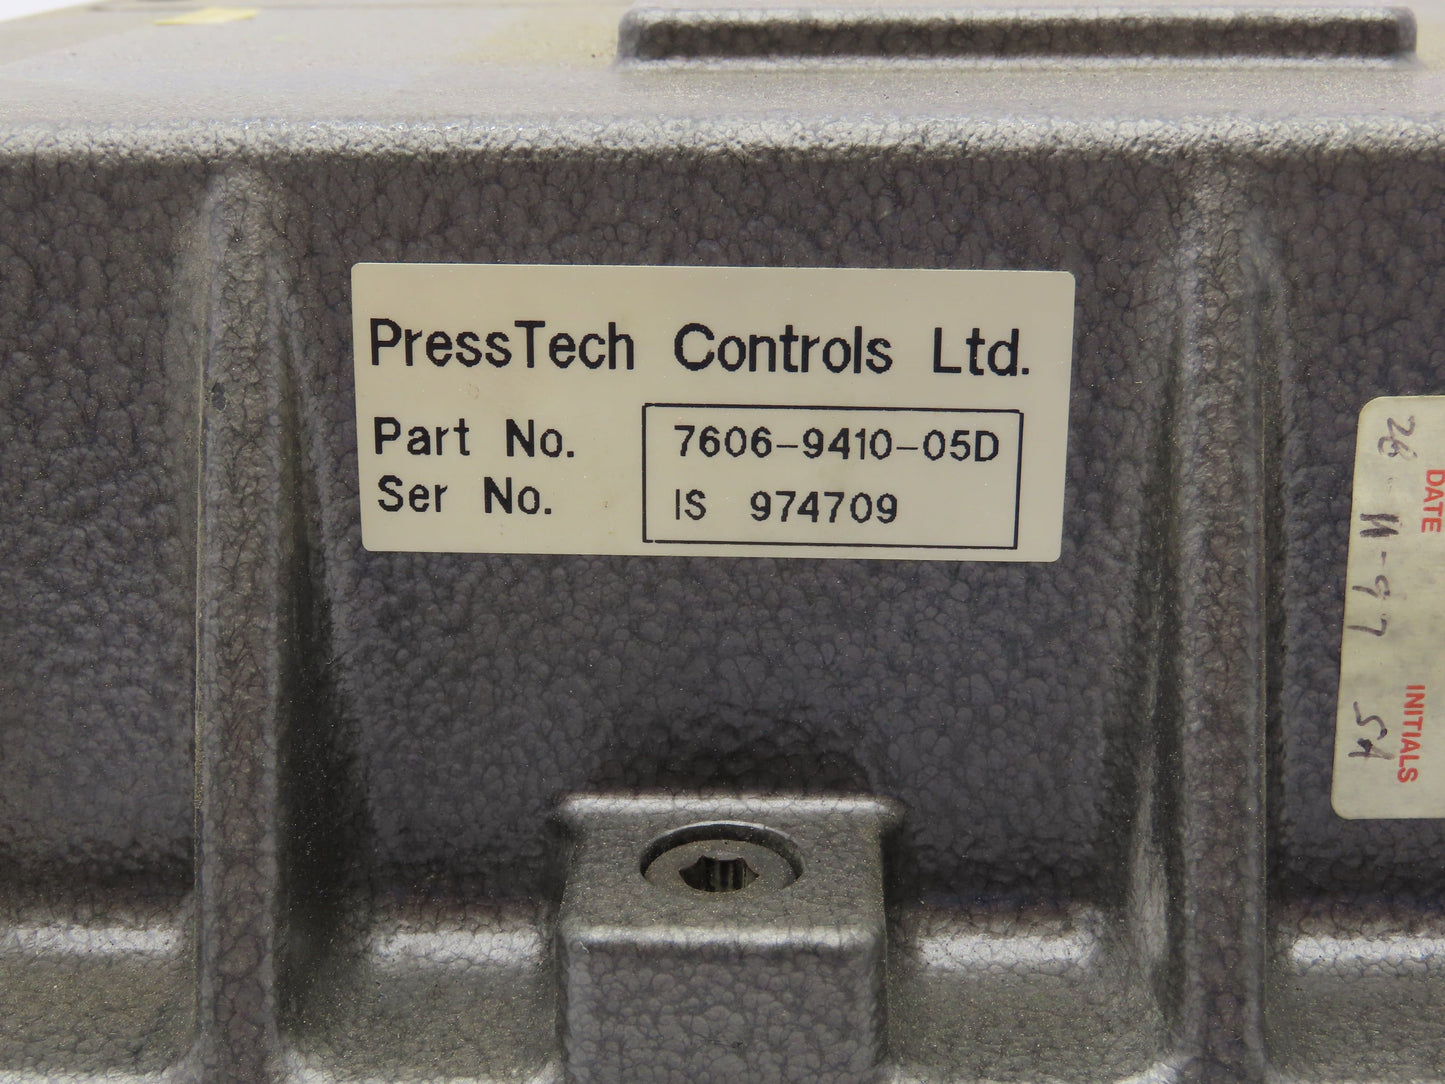 PressTech Controls Ltd.
Part No. 7606-9410-05D
Ser No. IS 974709
DATE
26-11-97
INITIALS
SA